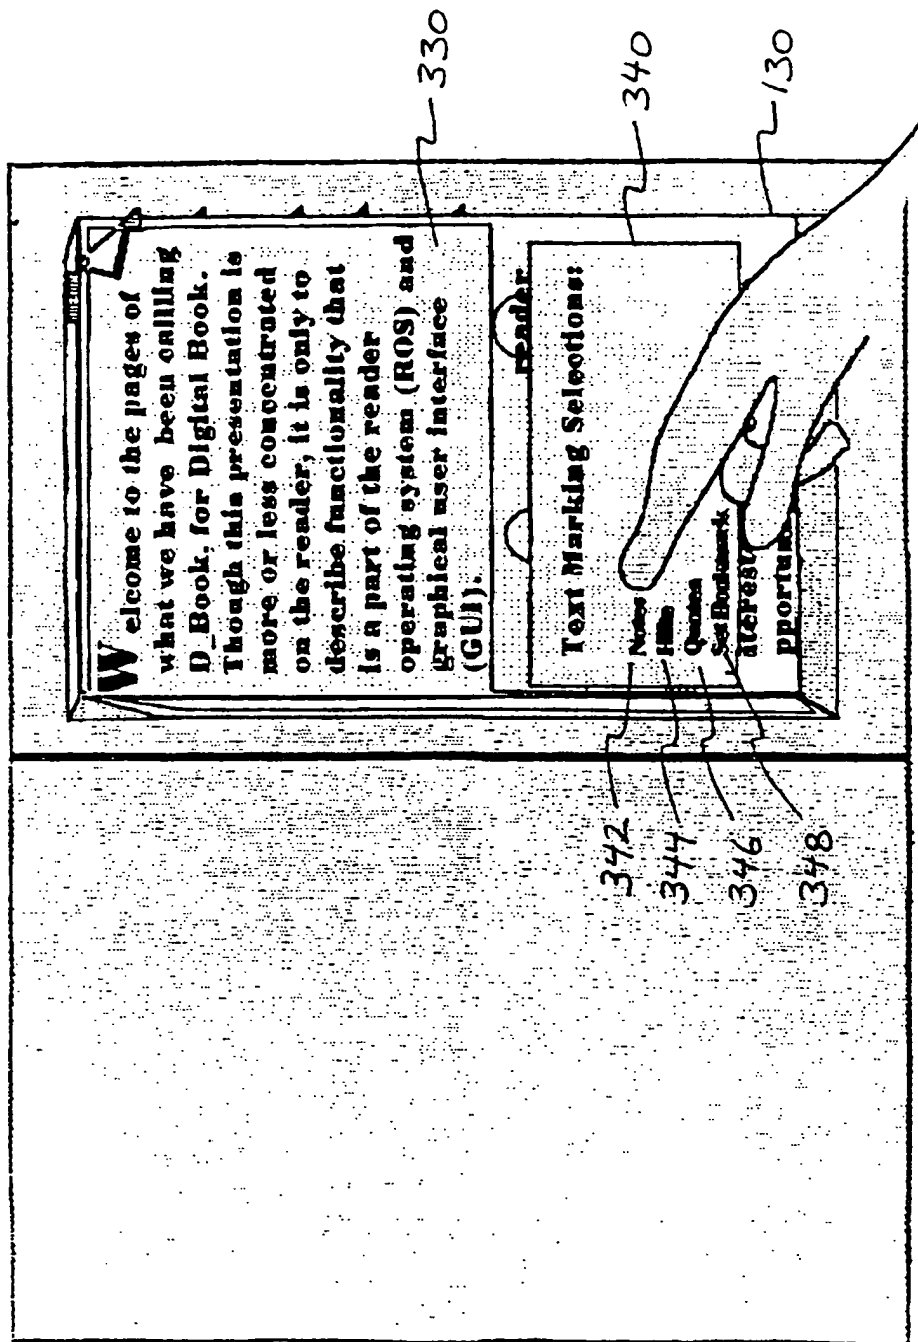 Welcome to the pages of
what we have been calling
D_Book, for Digital Book.
Though this presentation is
more or less concentrated
on the reader, it is only to
describe functionality that
is a part of the reader
operating system (ROS) and
graphical user interface
(GUI).
330
reader
Text Marking Selections:
340
342 Notes
344
346 Quotes
348 Set Bookmark
130